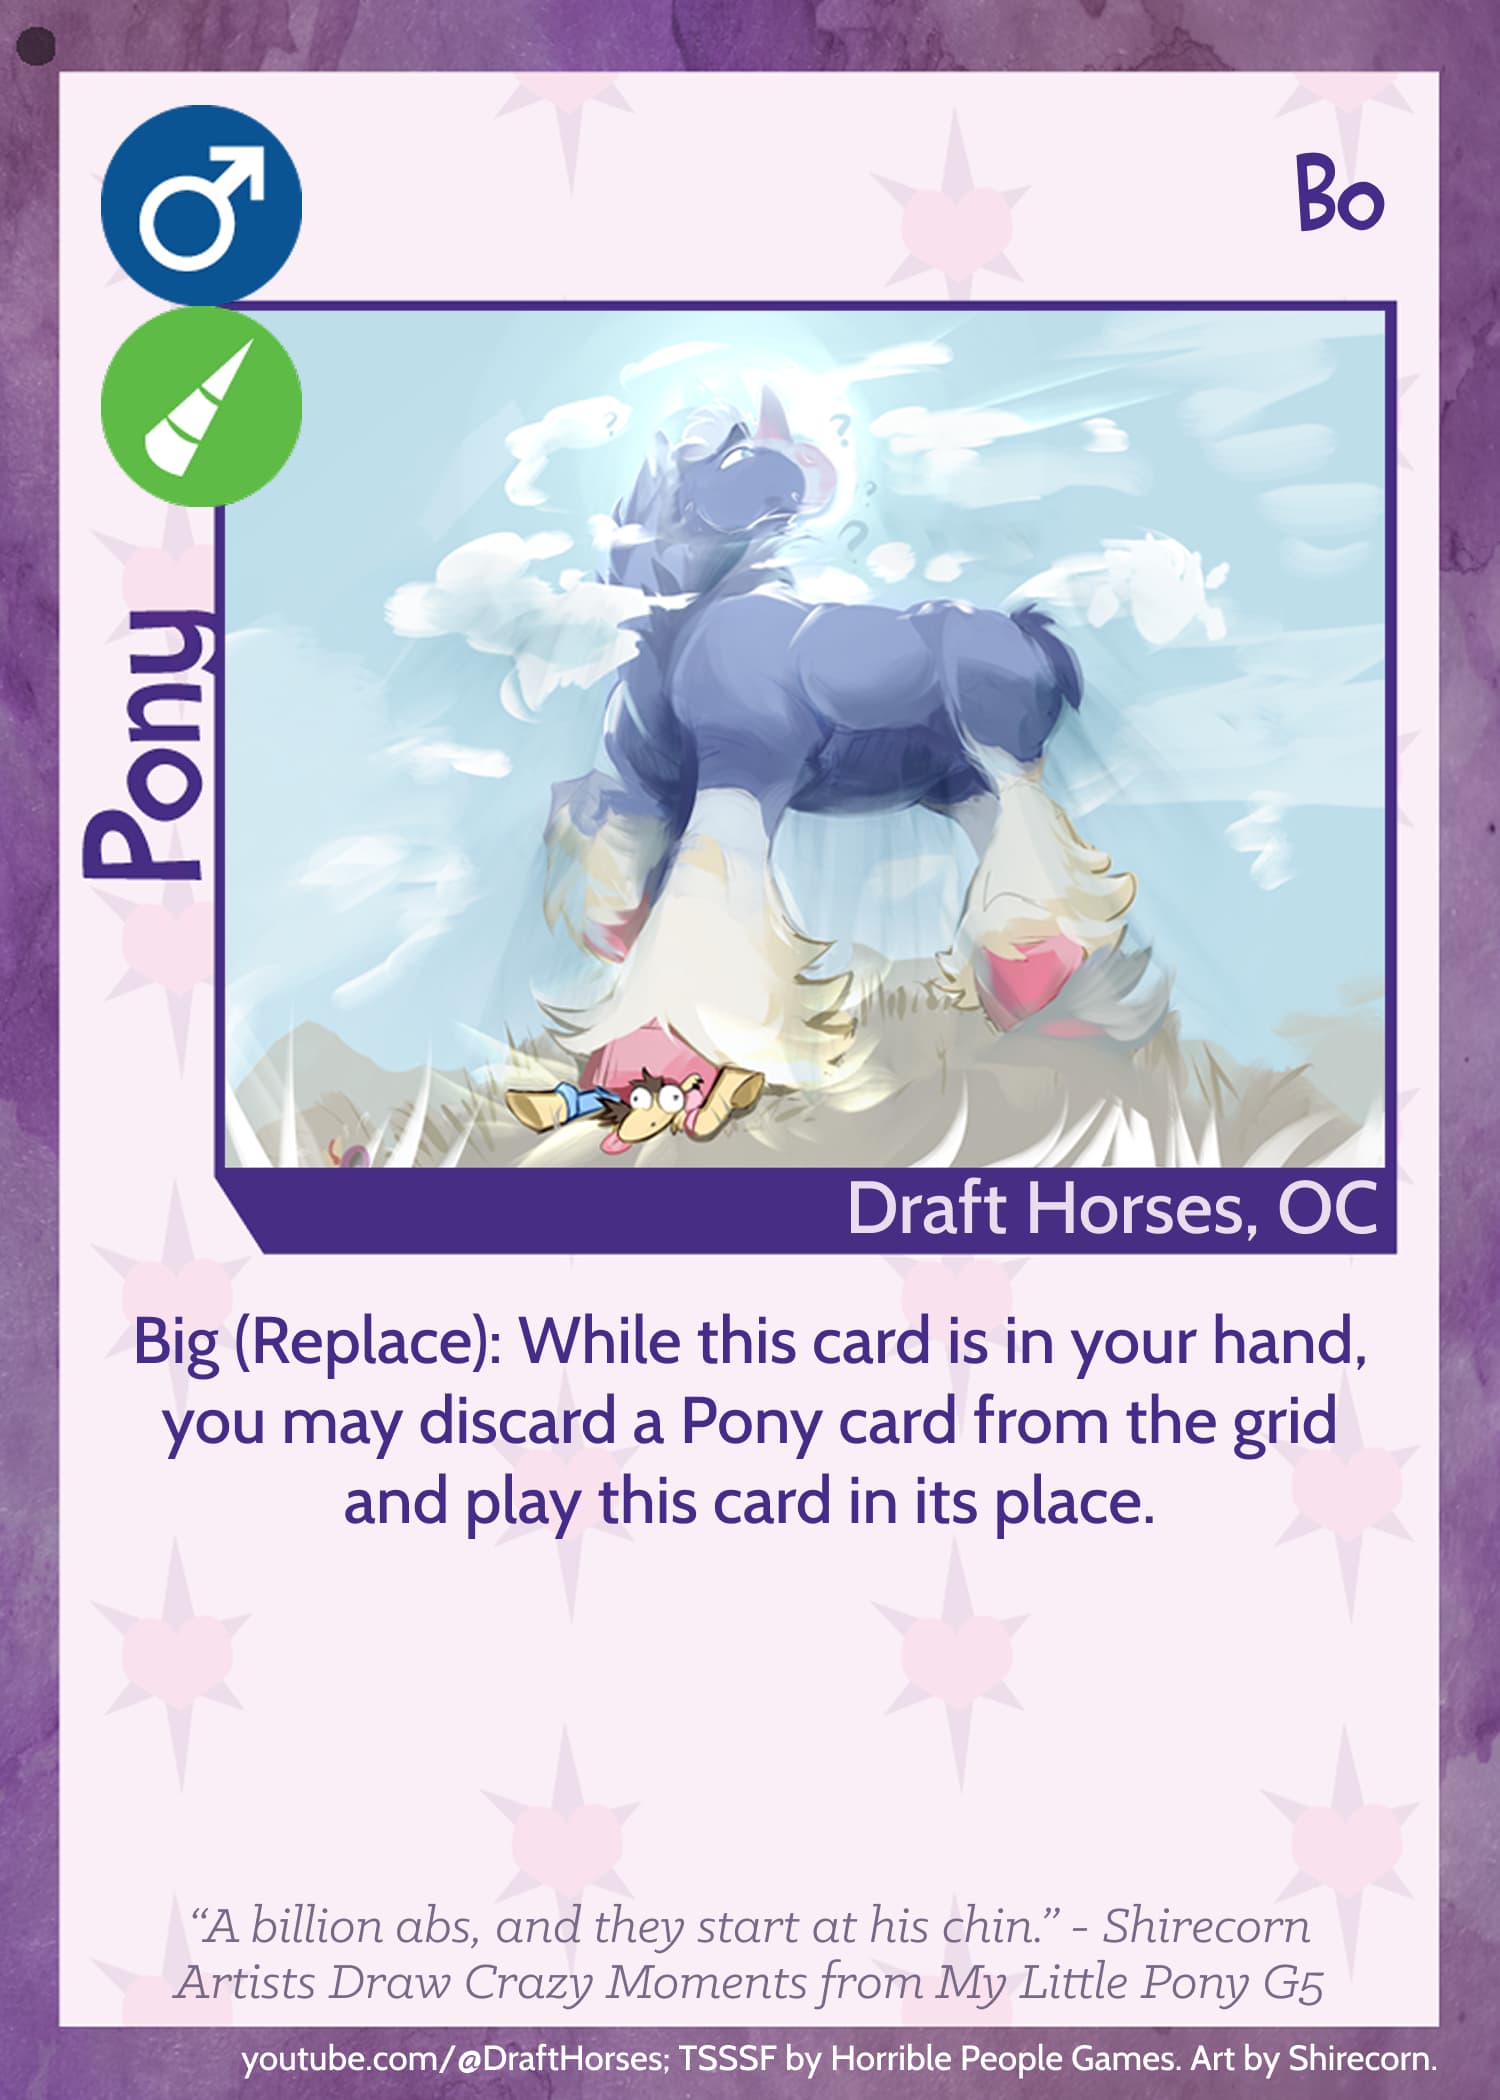 Bo
Pony
? ? ? ?
Draft Horses, OC
Big (Replace): While this card is in your hand,
you may discard a Pony card from the grid
and play this card in its place.
“A billion abs, and they start at his chin.” - Shirecorn
Artists Draw Crazy Moments from My Little Pony G5
youtube.com/@DraftHorses; TSSSF by Horrible People Games. Art by Shirecorn.